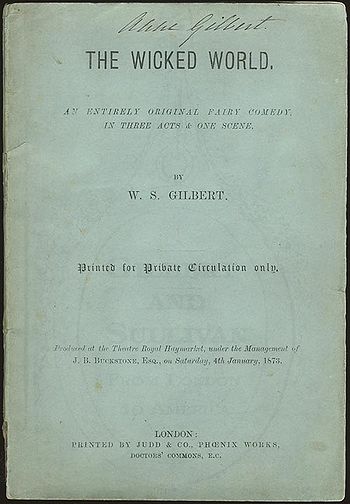 Gilbert.
THE WICKED WORLD.
AN ENTIRELY ORIGINAL FAIRY COMEDY,
IN THREE ACTS & ONE SCENE,
BY
W. S. GILBERT.
Printed for Private Circulation only.
Produced at the Theatre Royal Haymarket, under the Management of
J. B. BUCKSTONE, ESQ., on Saturday, 4th January, 1873.
LONDON:
PRINTED BY JUDD & CO., PHŒNIX WORKS,
DOCTORS' COMMONS, E.C.